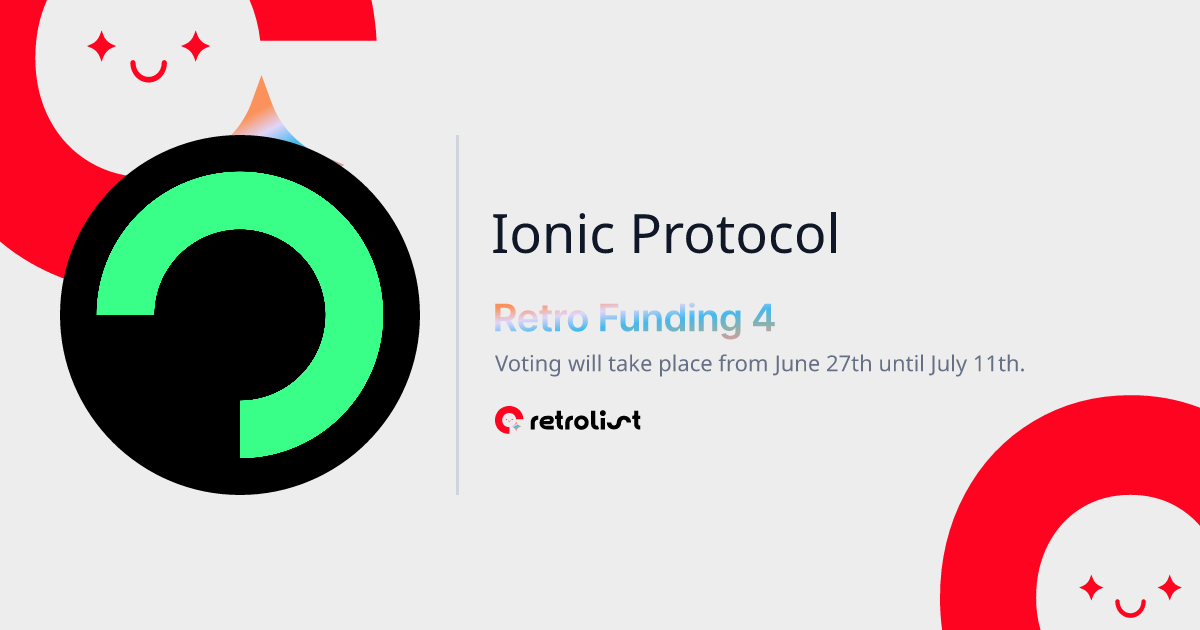 Ionic Protocol
Retro Funding 4
Voting will take place from June 27th until July 11th.
retrolist